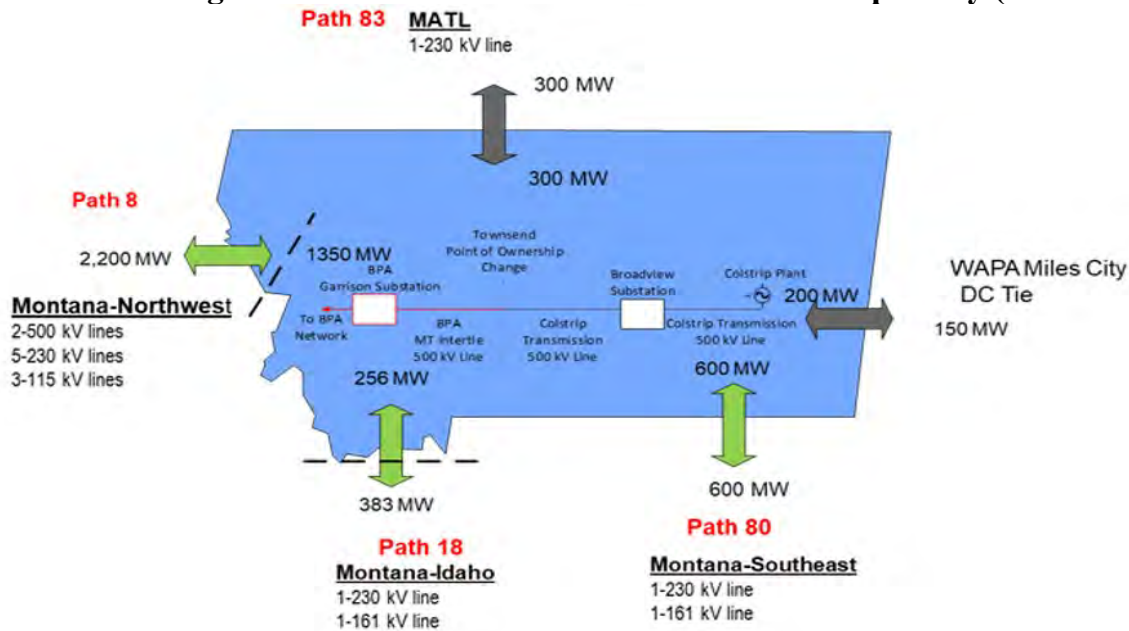 Path 83 MATL
1-230 kV line
300 MW
300 MW
Path 8
2,200 MW
1350 MW
Montana-Northwest
2-500 kV lines
5-230 kV lines
3-115 kV lines
BPA
Garrison Substation
Townsend
Point of Ownership
Change
Broadview
Substation
Colstrip Plant
200 MW
WAPA Miles City
DC Tie
150 MW
To BPA
Network
BPA
MT Intertie
500 kV Line
Colstrip
Transmission
500 kV Line
Colstrip Transmission
500 kV Line
256 MW
600 MW
383 MW
600 MW
Path 18
Montana-Idaho
1-230 kV line
1-161 kV line
Path 80
Montana-Southeast
1-230 kV line
1-161 kV line